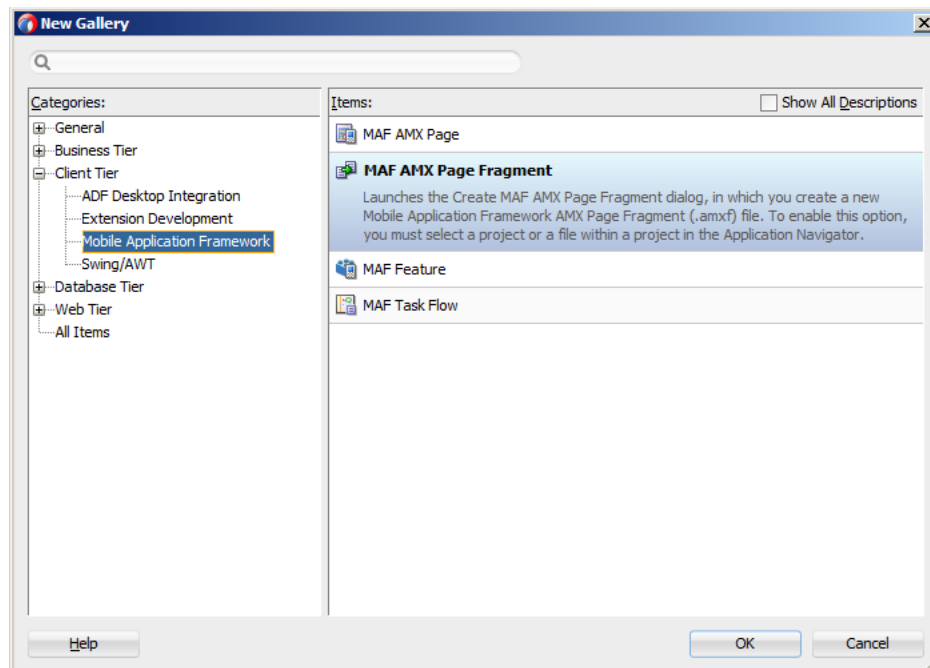 New Gallery
Categories:
General
Business Tier
Client Tier
ADF Desktop Integration
Extension Development
Mobile Application Framework
Swing/AWT
Database Tier
Web Tier
All Items
Items:
Show All Descriptions
MAF AMX Page
MAF AMX Page Fragment
Launches the Create MAF AMX Page Fragment dialog, in which you create a new
Mobile Application Framework AMX Page Fragment (.amxf) file. To enable this option,
you must select a project or a file within a project in the Application Navigator.
MAF Feature
MAF Task Flow
Help
OK
Cancel